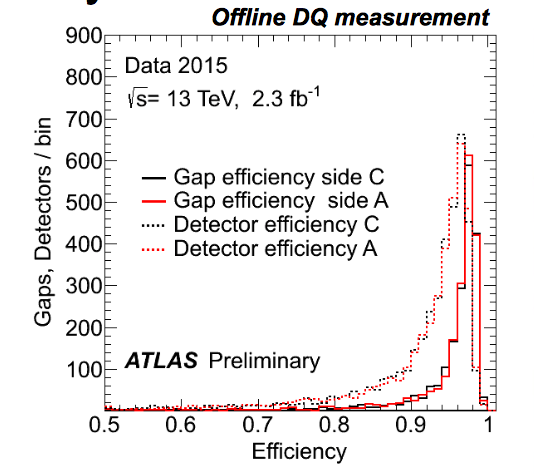 Offline DQ measurement
Data 2015
√s= 13 TeV, 2.3 fb⁻¹
Gap efficiency side C
Gap efficiency side A
Detector efficiency C
Detector efficiency A
ATLAS Preliminary
Gaps, Detectors / bin
900
800
700
600
500
400
300
200
100
0.5 0.6 0.7 0.8 0.9 1
Efficiency